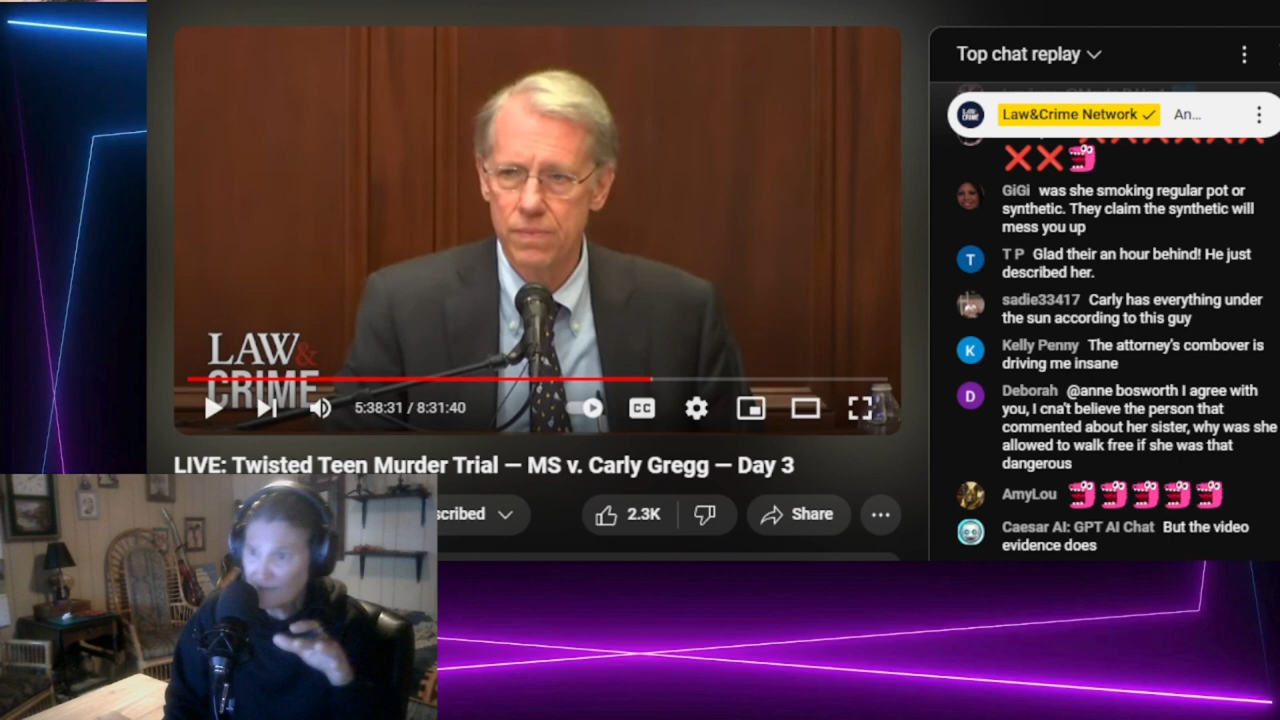 Top chat replay
Law&Crime Network An...
GiGi was she smoking regular pot or
synthetic. They claim the synthetic will
mess you up
T P Glad their an hour behind! He just
described her.
sadie33417 Carly has everything under
the sun according to this guy
Kelly Penny The attorney's combover is
driving me insane
Deborah @anne bosworth I agree with
you, I cna't believe the person that
commented about her sister, why was she
allowed to walk free if she was that
dangerous
AmyLou
Caesar AI: GPT AI Chat But the video
evidence does
T
K
D
LAW&
CRIME
5:38:31 / 8:31:40
CC
LIVE: Twisted Teen Murder Trial — MS v. Carly Gregg — Day 3
scribed
2.3K
Share